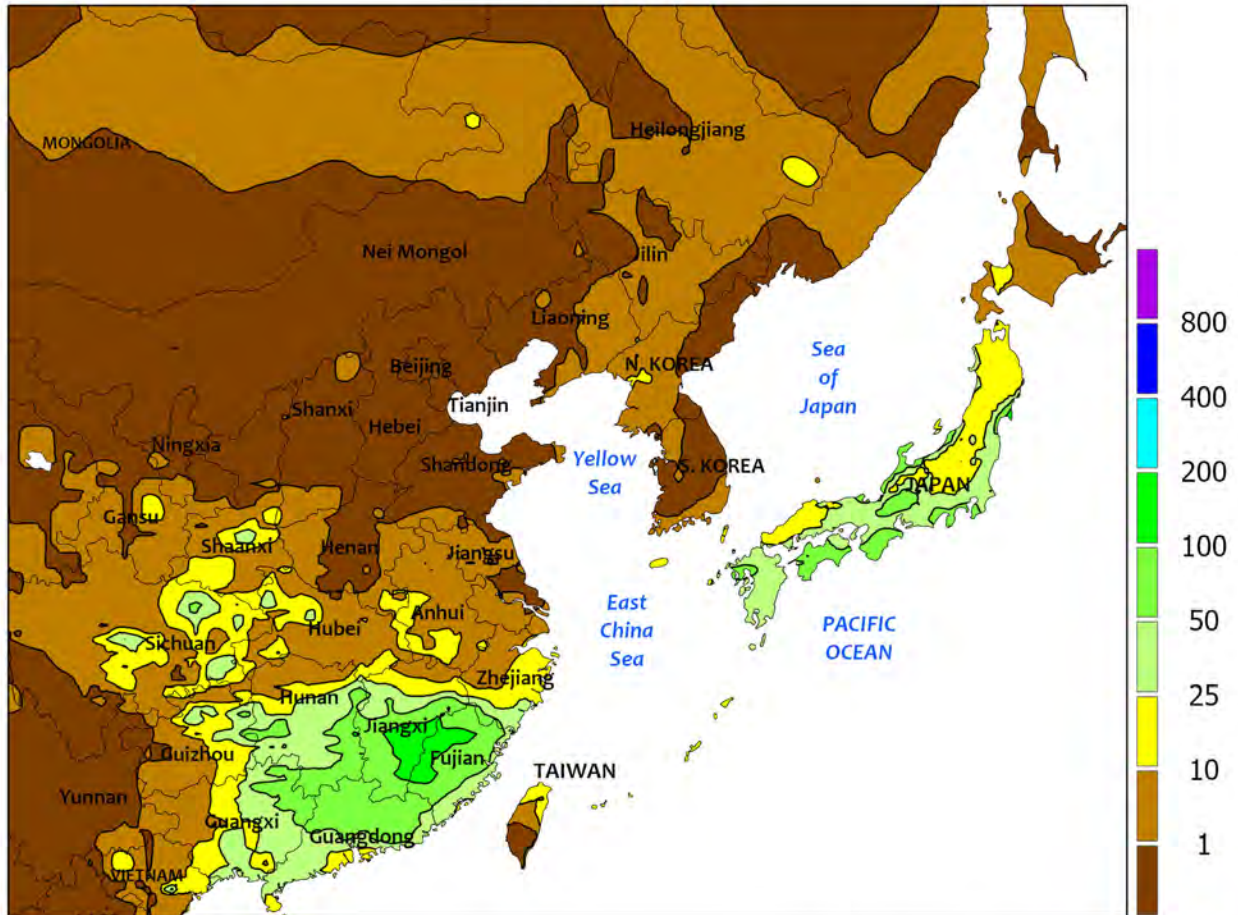 MONGOLIA
Heilongjiang
Nei Mongol
Jilin
Liaoning
Beijing
N. KOREA
Sea
of
Japan
Shanxi
Tianjin
Hebei
Ningxia
Shandong
Yellow
Sea
S. KOREA
JAPAN
Gansu
Shaanxi
Henan
Jiangsu
Anhui
Hubei
Sichuan
East
China
Sea
PACIFIC
OCEAN
Zhejiang
Hunan
Jiangxi
Guizhou
Fujian
TAIWAN
Yunnan
Guangxi
Guangdong
VIETNAM
800
400
200
100
50
25
10
1